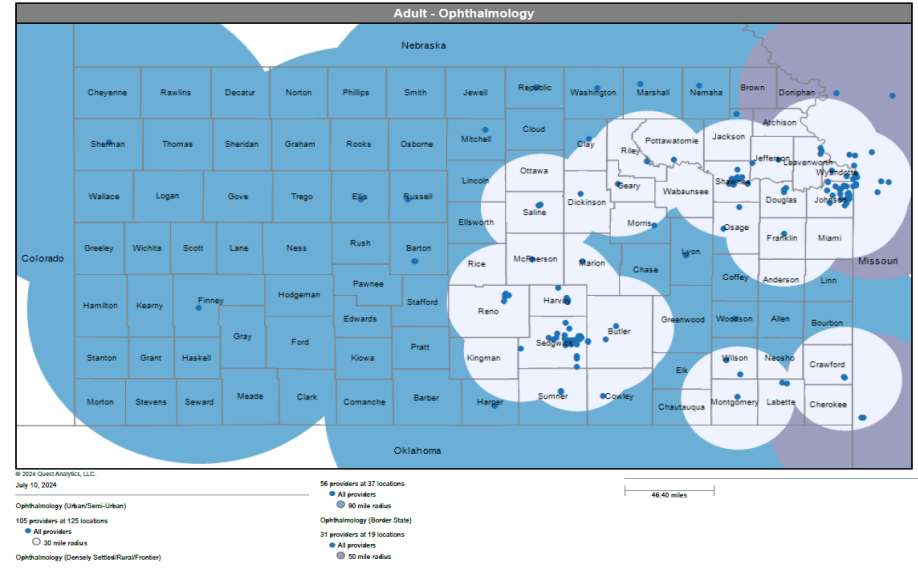 Adult - Ophthalmology
Nebraska
Cheyenne Rawlins Decatur Norton Phillips Smith Jewell Republic Washington Marshall Nemaha Brown Doniphan
Sherman Thomas Sheridan Graham Rooks Osborne Mitchell Cloud Clay Riley Pottawatomie Jackson Atchison
Jefferson Leavenworth
Wallace Logan Gove Trego Ellis Russell Lincoln Ottawa Dickinson Geary Wabaunsee Shawnee Douglas Johnson Wyandotte
Ellsworth Saline Morris Osage Franklin Miami
Colorado Greeley Wichita Scott Lane Ness Rush Barton Rice McPherson Marion Chase Lyon Coffey Anderson Linn Missouri
Hamilton Kearny Finney Hodgeman Pawnee Stafford Reno Harvey
Gray Ford Edwards Pratt Sedgwick Butler Greenwood Woodson Allen Bourbon
Stanton Grant Haskell Kiowa Kingman Elk Wilson Neosho Crawford
Morton Stevens Seward Meade Clark Comanche Barber Harper Sumner Cowley Chautauqua Montgomery Labette Cherokee
Oklahoma
© 2024 Quest Analytics, LLC.
July 10, 2024
Ophthalmology (Urban/Semi-Urban)
105 providers at 125 locations
All providers
30 mile radius
Ophthalmology (Densely Settled/Rural/Frontier)
56 providers at 37 locations
All providers
90 mile radius
Ophthalmology (Border State)
31 providers at 19 locations
All providers
50 mile radius
46.40 miles